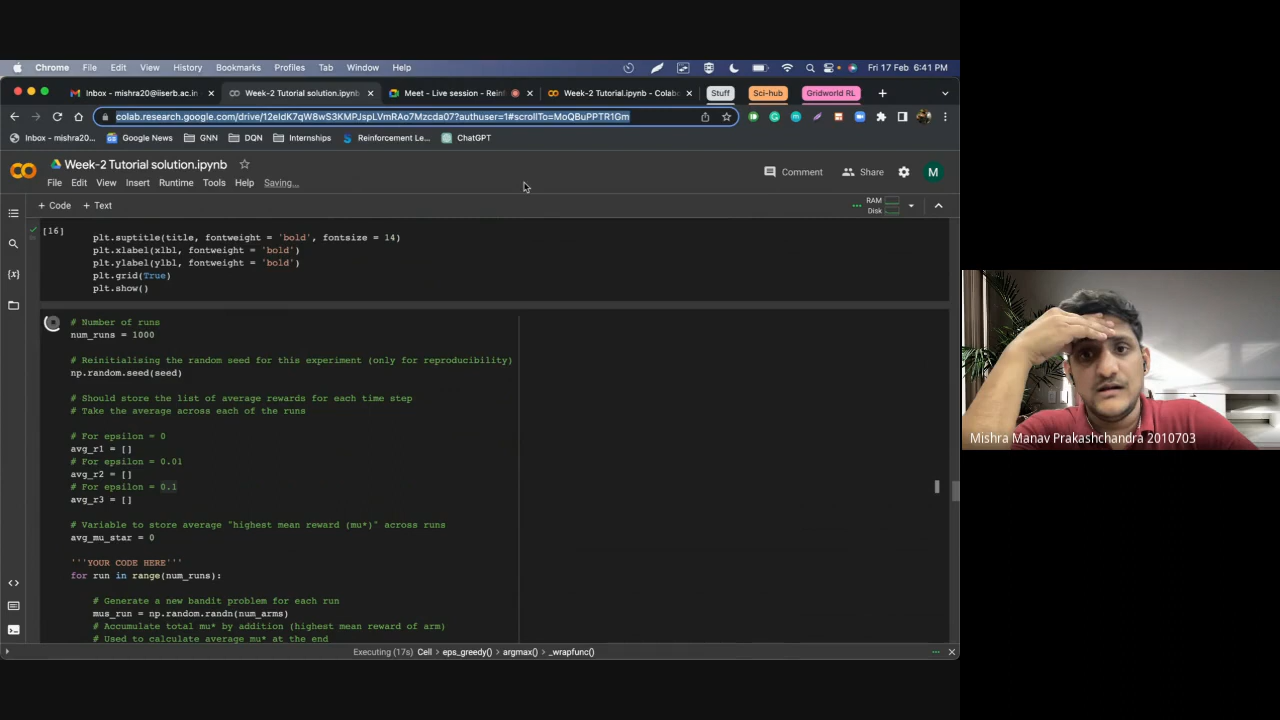 Chrome File Edit View History Bookmarks Profiles Tab Window Help Fri 17 Feb 6:41 PM
Inbox - mishra20@iiserb.ac.in Week-2 Tutorial solution.ipynb Meet - Live session - Reinf Week-2 Tutorial.ipynb - Colab Stuff Sci-hub Gridworld RL
colab.research.google.com/drive/12eIdK7qW8wS3KMPJspLVmRAo7Mzcda07?authuser=1#scrollTo=MoQBuPPTR1Gm
Inbox - mishra20... Google News GNN DQN Internships Reinforcement Le... ChatGPT
Week-2 Tutorial solution.ipynb
Comment Share M
File Edit View Insert Runtime Tools Help Saving...
+ Code + Text RAM
Disk
[16]
plt.suptitle(title, fontweight = 'bold', fontsize = 14)
plt.xlabel(xlbl, fontweight = 'bold')
plt.ylabel(ylbl, fontweight = 'bold')
plt.grid(True)
plt.show()
# Number of runs
num_runs = 1000
# Reinitialising the random seed for this experiment (only for reproducibility)
np.random.seed(seed)
# Should store the list of average rewards for each time step
# Take the average across each of the runs
# For epsilon = 0
avg_r1 = []
# For epsilon = 0.01
avg_r2 = []
# For epsilon = 0.1
avg_r3 = []
# Variable to store average "highest mean reward (mu*)" across runs
avg_mu_star = 0
'''YOUR CODE HERE'''
for run in range(num_runs):
# Generate a new bandit problem for each run
mus_run = np.random.randn(num_arms)
# Accumulate total mu* by addition (highest mean reward of arm)
# Used to calculate average mu* at the end
Executing (17s) Cell > eps_greedy() > argmax() > _wrapfunc()
Mishra Manav Prakashchandra 2010703